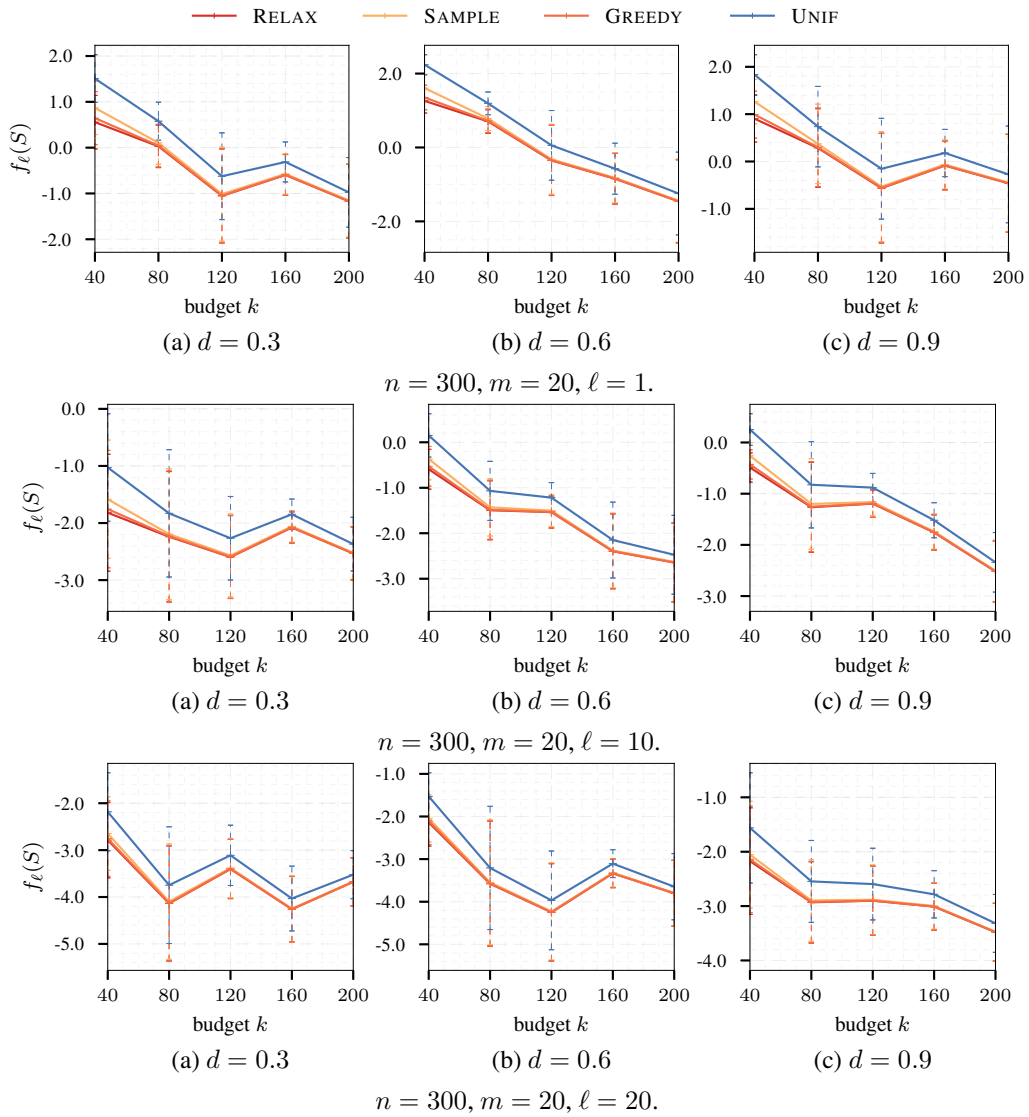 RELAX SAMPLE GREEDY UNIF
2.0 1.0 0.0 -1.0 -2.0
fℓ(S)
40 80 120 160 200
budget k
(a) d = 0.3
2.0 0.0 -2.0
40 80 120 160 200
budget k
(b) d = 0.6
2.0 1.0 0.0 -1.0
40 80 120 160 200
budget k
(c) d = 0.9
n = 300, m = 20, ℓ = 1.
0.0 -1.0 -2.0 -3.0
fℓ(S)
40 80 120 160 200
budget k
(a) d = 0.3
0.0 -1.0 -2.0 -3.0
40 80 120 160 200
budget k
(b) d = 0.6
0.0 -1.0 -2.0 -3.0
40 80 120 160 200
budget k
(c) d = 0.9
n = 300, m = 20, ℓ = 10.
-2.0 -3.0 -4.0 -5.0
fℓ(S)
40 80 120 160 200
budget k
(a) d = 0.3
-1.0 -2.0 -3.0 -4.0 -5.0
40 80 120 160 200
budget k
(b) d = 0.6
-1.0 -2.0 -3.0 -4.0
40 80 120 160 200
budget k
(c) d = 0.9
n = 300, m = 20, ℓ = 20.